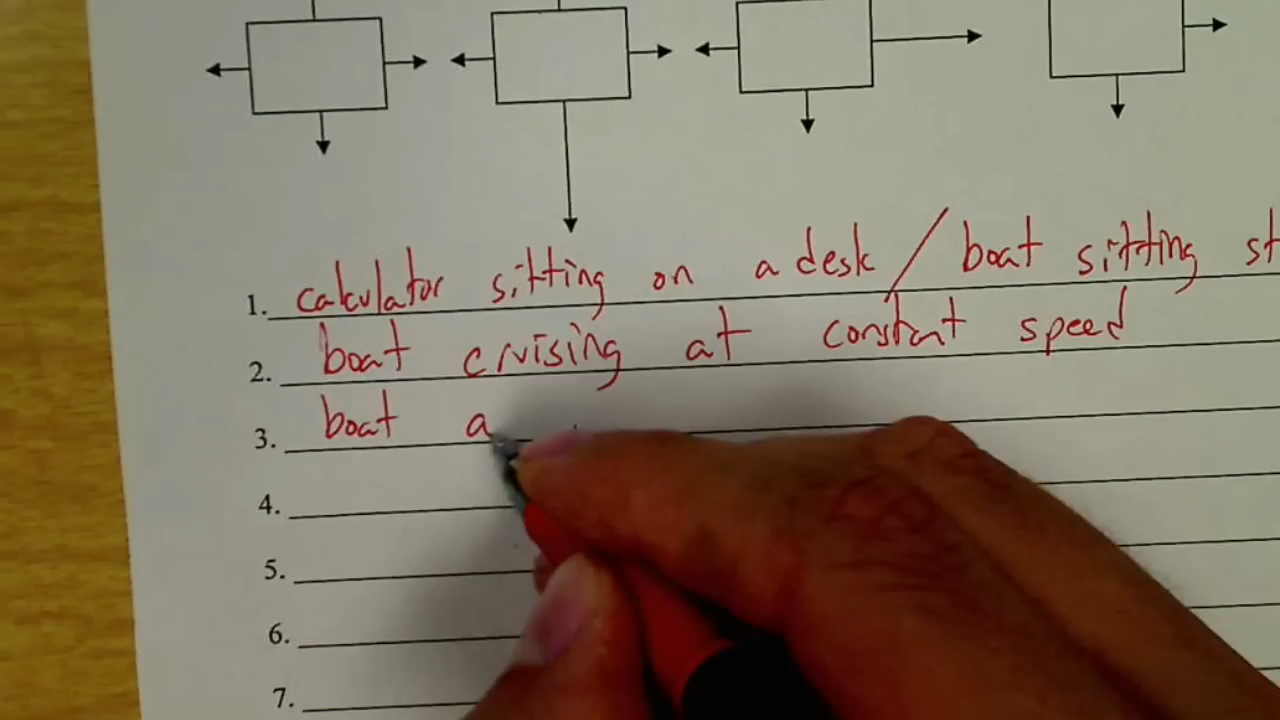 1. calculator sitting on a desk / boat sitting st
2. boat cruising at constant speed
3. boat a
4.
5.
6.
7.